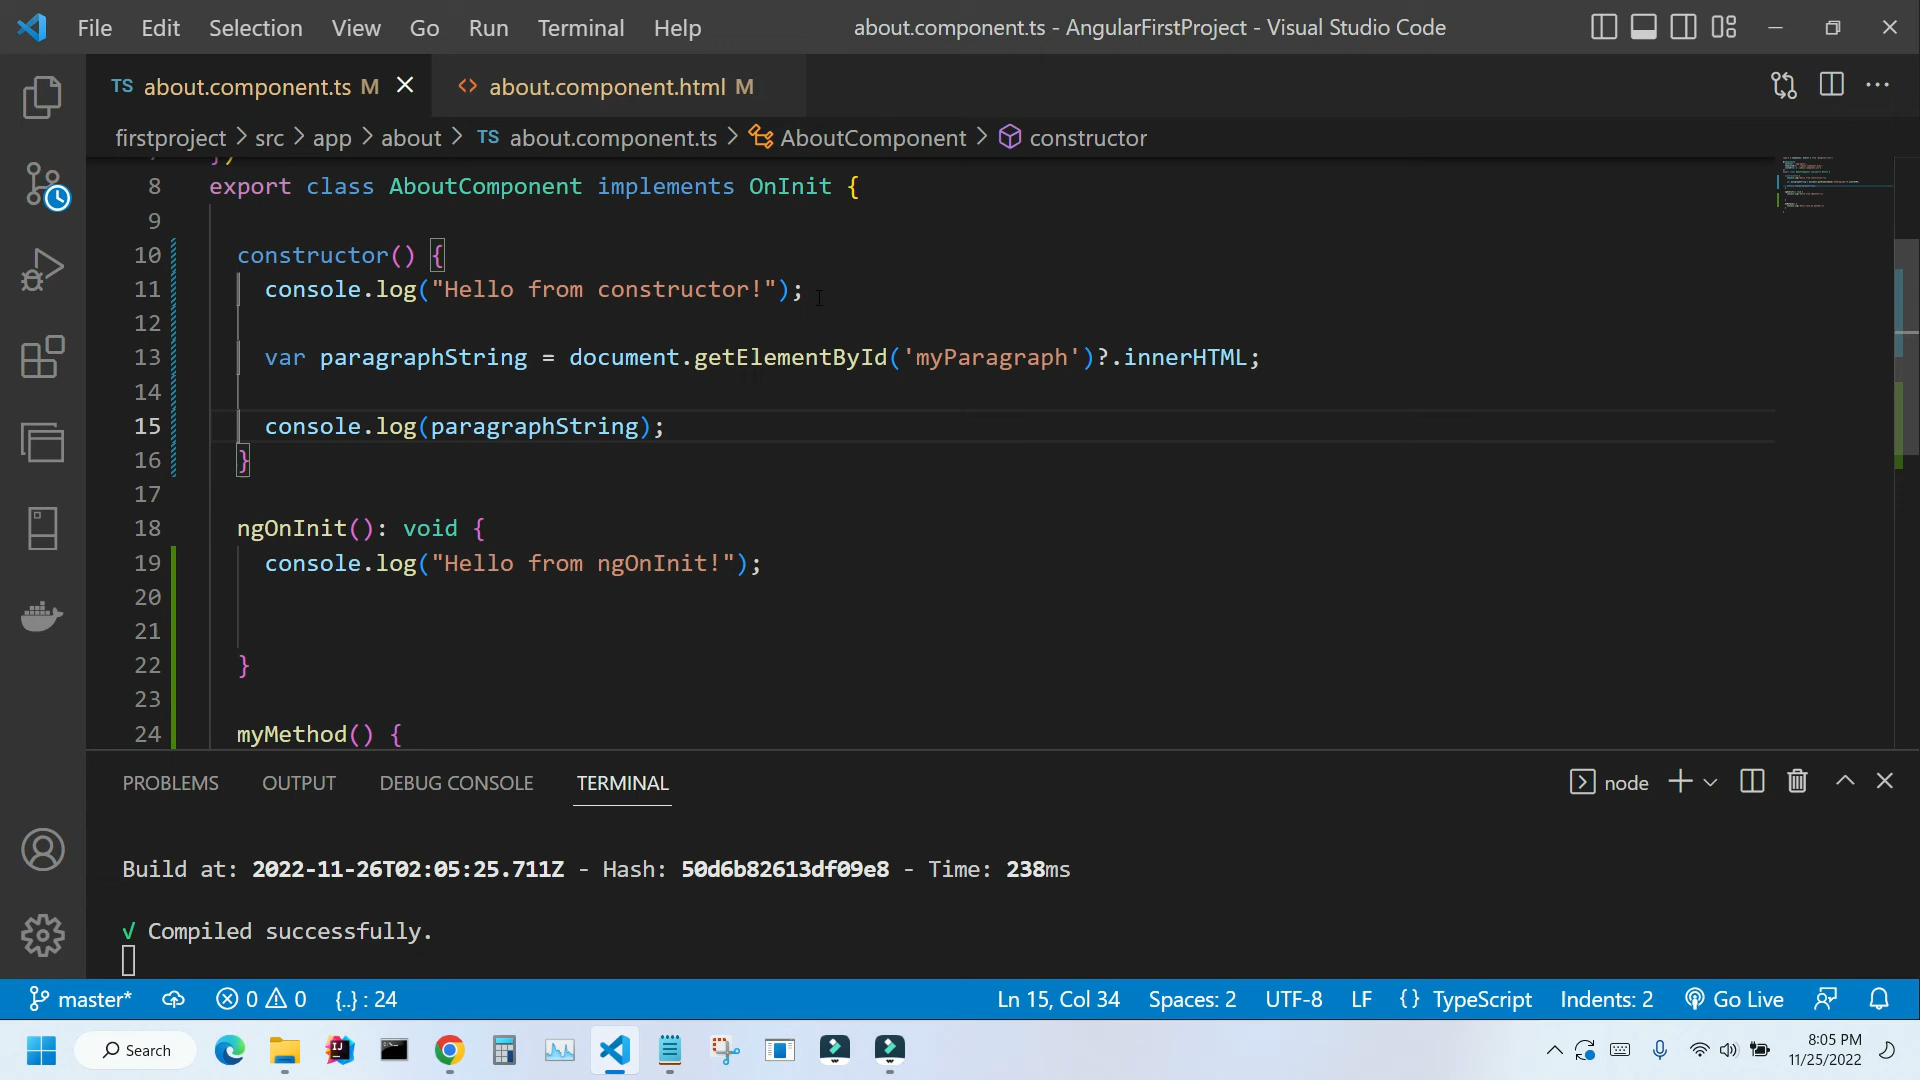 File Edit Selection View Go Run Terminal Help about.component.ts - AngularFirstProject - Visual Studio Code
TS about.component.ts M <> about.component.html M
firstproject > src > app > about > TS about.component.ts > AboutComponent > constructor
8 export class AboutComponent implements OnInit {
9
10 constructor() {
11 console.log("Hello from constructor!");
12
13 var paragraphString = document.getElementById('myParagraph')?.innerHTML;
14
15 console.log(paragraphString);
16 }
17
18 ngOnInit(): void {
19 console.log("Hello from ngOnInit!");
20
21
22 }
23
24 myMethod() {
PROBLEMS OUTPUT DEBUG CONSOLE TERMINAL node
Build at: 2022-11-26T02:05:25.711Z - Hash: 50d6b82613df09e8 - Time: 238ms
√ Compiled successfully.
master* 0 0 {..} : 24 Ln 15, Col 34 Spaces: 2 UTF-8 LF {} TypeScript Indents: 2 Go Live
Search 8:05 PM
11/25/2022